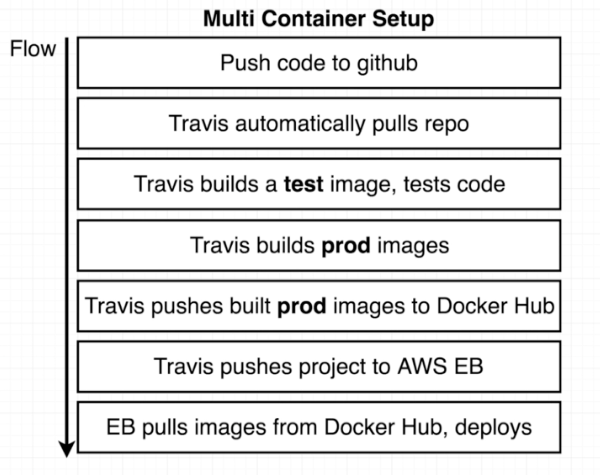 Multi Container Setup
Flow
Push code to github
Travis automatically pulls repo
Travis builds a test image, tests code
Travis builds prod images
Travis pushes built prod images to Docker Hub
Travis pushes project to AWS EB
EB pulls images from Docker Hub, deploys